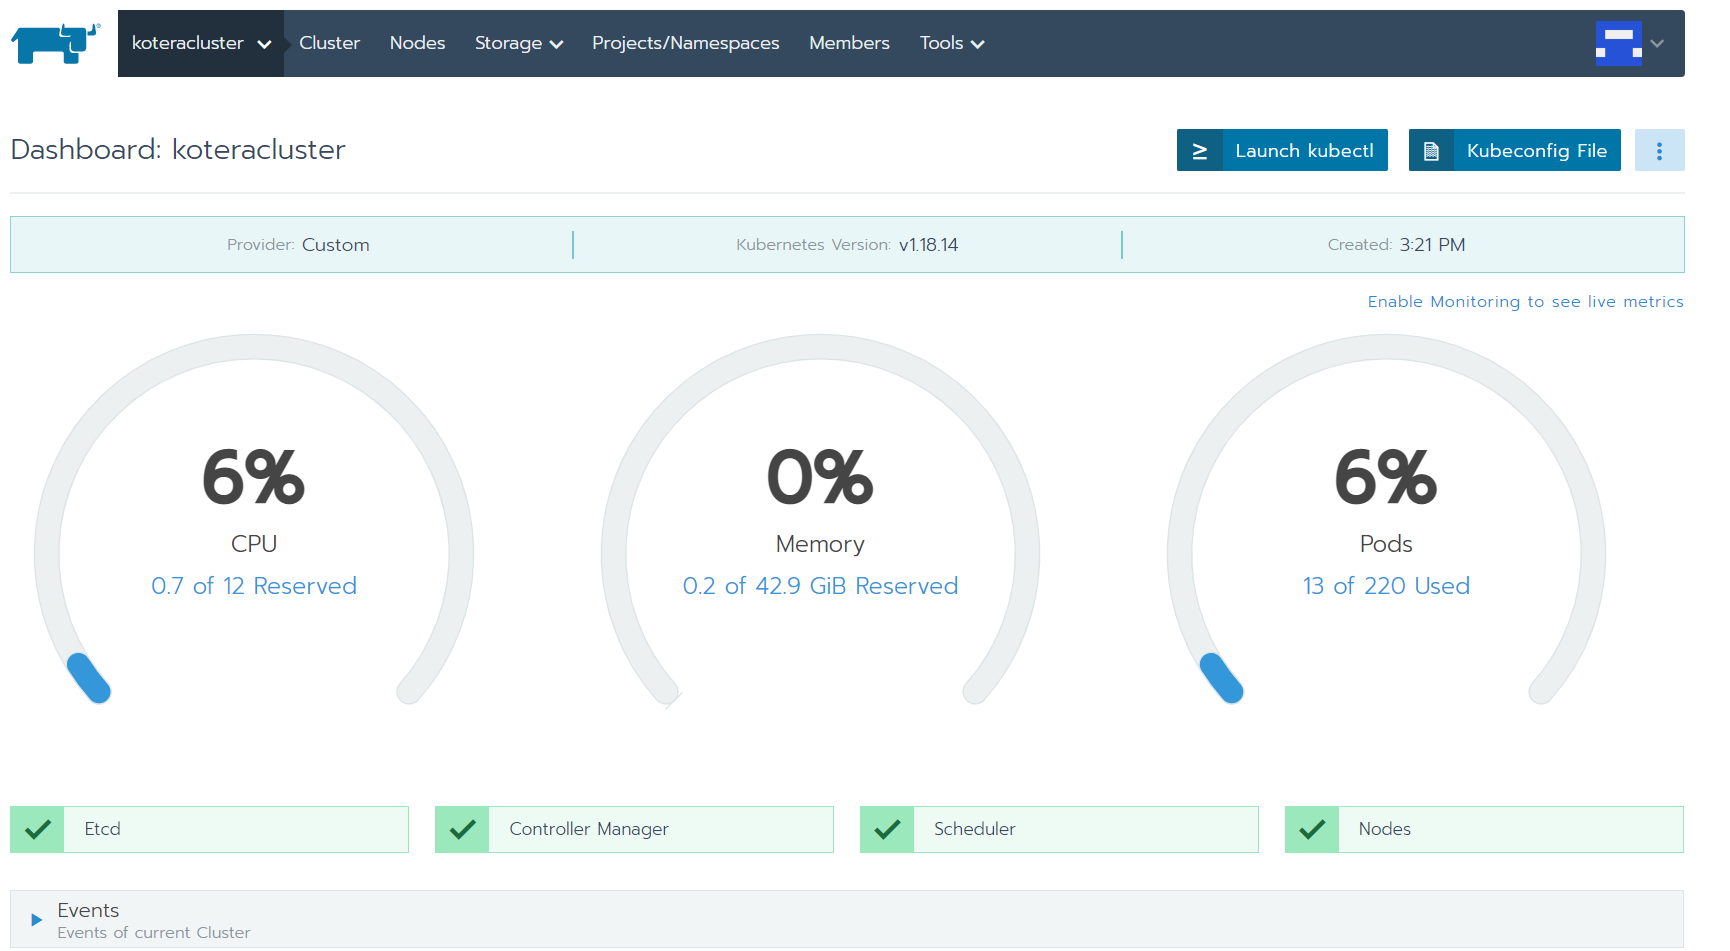 koteracluster Cluster Nodes Storage Projects/Namespaces Members Tools
Dashboard: koteracluster
Launch kubectl Kubeconfig File
Provider: Custom Kubernetes Version: v1.18.14 Created: 3:21 PM
Enable Monitoring to see live metrics
6% 0% 6%
CPU Memory Pods
0.7 of 12 Reserved 0.2 of 42.9 GiB Reserved 13 of 220 Used
Etcd Controller Manager Scheduler Nodes
Events
Events of current Cluster